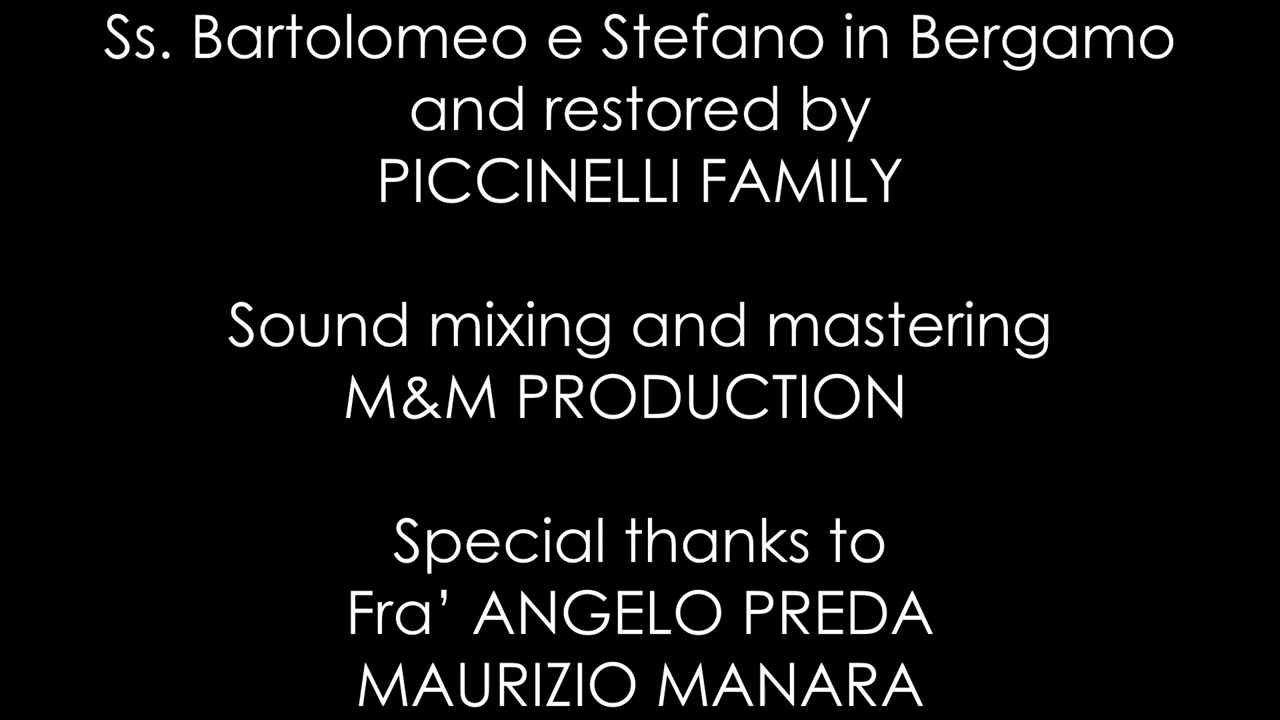 Ss. Bartolomeo e Stefano in Bergamo
and restored by
PICCINELLI FAMILY
Sound mixing and mastering
M&M PRODUCTION
Special thanks to
Fra’ ANGELO PREDA
MAURIZIO MANARA